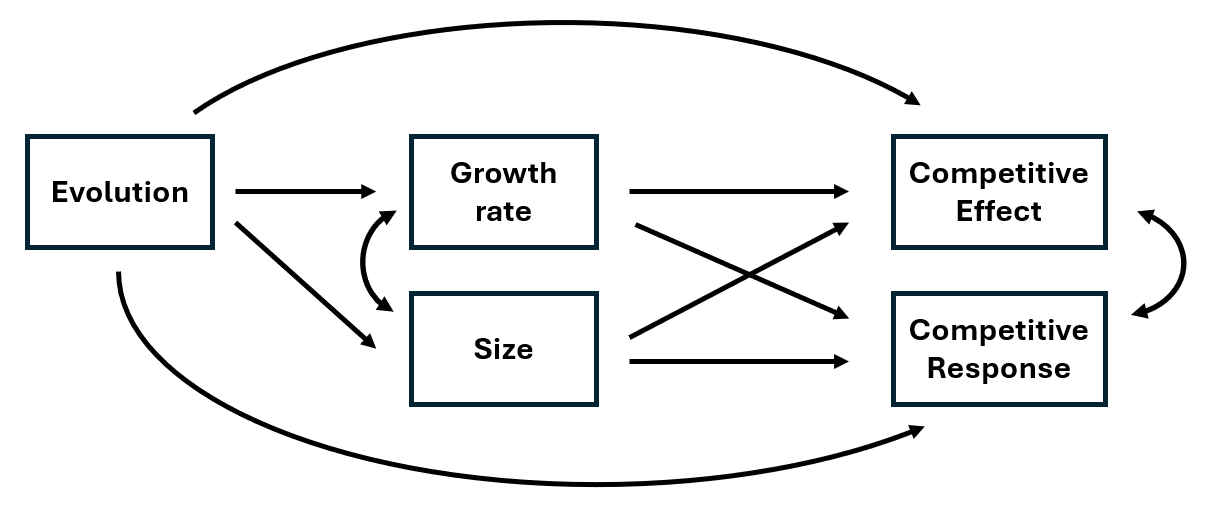 Evolution
Growth
rate
Competitive
Effect
Size
Competitive
Response